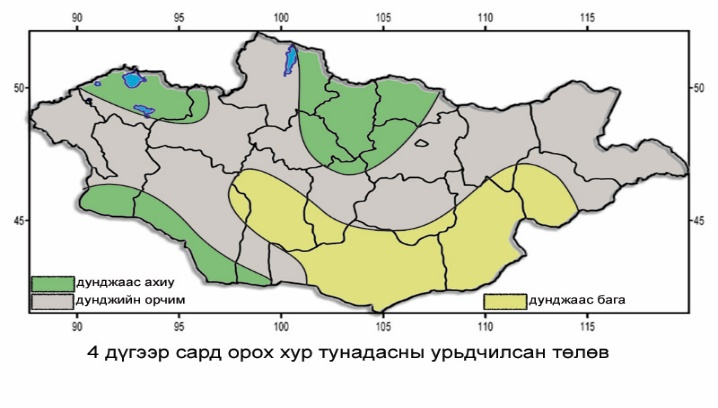 90 95 100 105 110 115
50 50
45 45
дунджаас ахиу
дунджийн орчим дунджаас бага
90 95 100 105 110 115
4 дүгээр сард орох хур тунадасны урьдчилсан төлөв